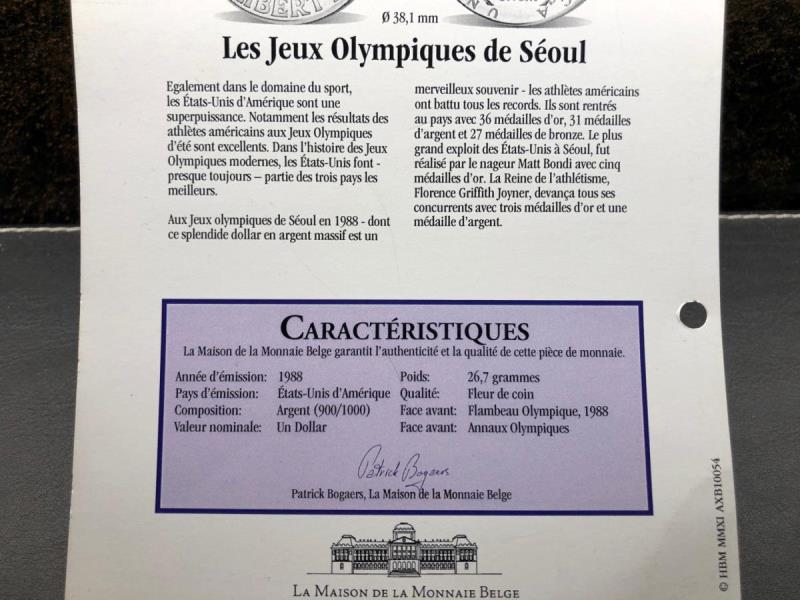 LIBERTY
Ø 38,1 mm
Les Jeux Olympiques de Séoul
Egalement dans le domaine du sport,
les États-Unis d'Amérique sont une
superpuissance. Notamment les résultats des
athlètes américains aux Jeux Olympiques
d'été sont excellents. Dans l'histoire des Jeux
Olympiques modernes, les États-Unis font -
presque toujours – partie des trois pays les
meilleurs.
Aux Jeux olympiques de Séoul en 1988 - dont
ce splendide dollar en argent massif est un
merveilleux souvenir - les athlètes américains
ont battu tous les records. Ils sont rentrés
au pays avec 36 médailles d'or, 31 médailles
d'argent et 27 médailles de bronze. Le plus
grand exploit des États-Unis à Séoul, fut
réalisé par le nageur Matt Bondi avec cinq
médailles d'or. La Reine de l'athlétisme,
Florence Griffith Joyner, devança tous ses
concurrents avec trois médailles d'or et une
médaille d'argent.
CARACTÉRISTIQUES
La Maison de la Monnaie Belge garantit l'authenticité et la qualité de cette pièce de monnaie.
Année d'émission: 1988 Poids: 26,7 grammes
Pays d'émission: États-Unis d'Amérique Qualité: Fleur de coin
Composition: Argent (900/1000) Face avant: Flambeau Olympique, 1988
Valeur nominale: Un Dollar Face avant: Annaux Olympiques
Patrick Bogaers
Patrick Bogaers, La Maison de la Monnaie Belge
LA MAISON DE LA MONNAIE BELGE
© HBM MMXI AXB10054